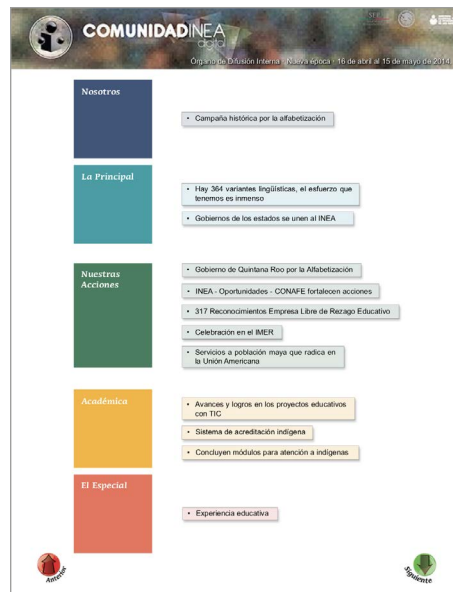 COMUNIDADINEA
digital
Órgano de Difusión Interna · Nueva época · 16 de abril al 15 de mayo de 2014.
Nosotros
• Campaña histórica por la alfabetización
La Principal
• Hay 364 variantes lingüísticas, el esfuerzo que
tenemos es inmenso
• Gobiernos de los estados se unen al INEA
Nuestras
Acciones
• Gobierno de Quintana Roo por la Alfabetización
• INEA - Oportunidades - CONAFE fortalecen acciones
• 317 Reconocimientos Empresa Libre de Rezago Educativo
• Celebración en el IMER
• Servicios a población maya que radica en
la Unión Americana
Académica
• Avances y logros en los proyectos educativos
con TIC
• Sistema de acreditación indígena
• Concluyen módulos para atención a indígenas
El Especial
• Experiencia educativa
Anterior
Siguiente